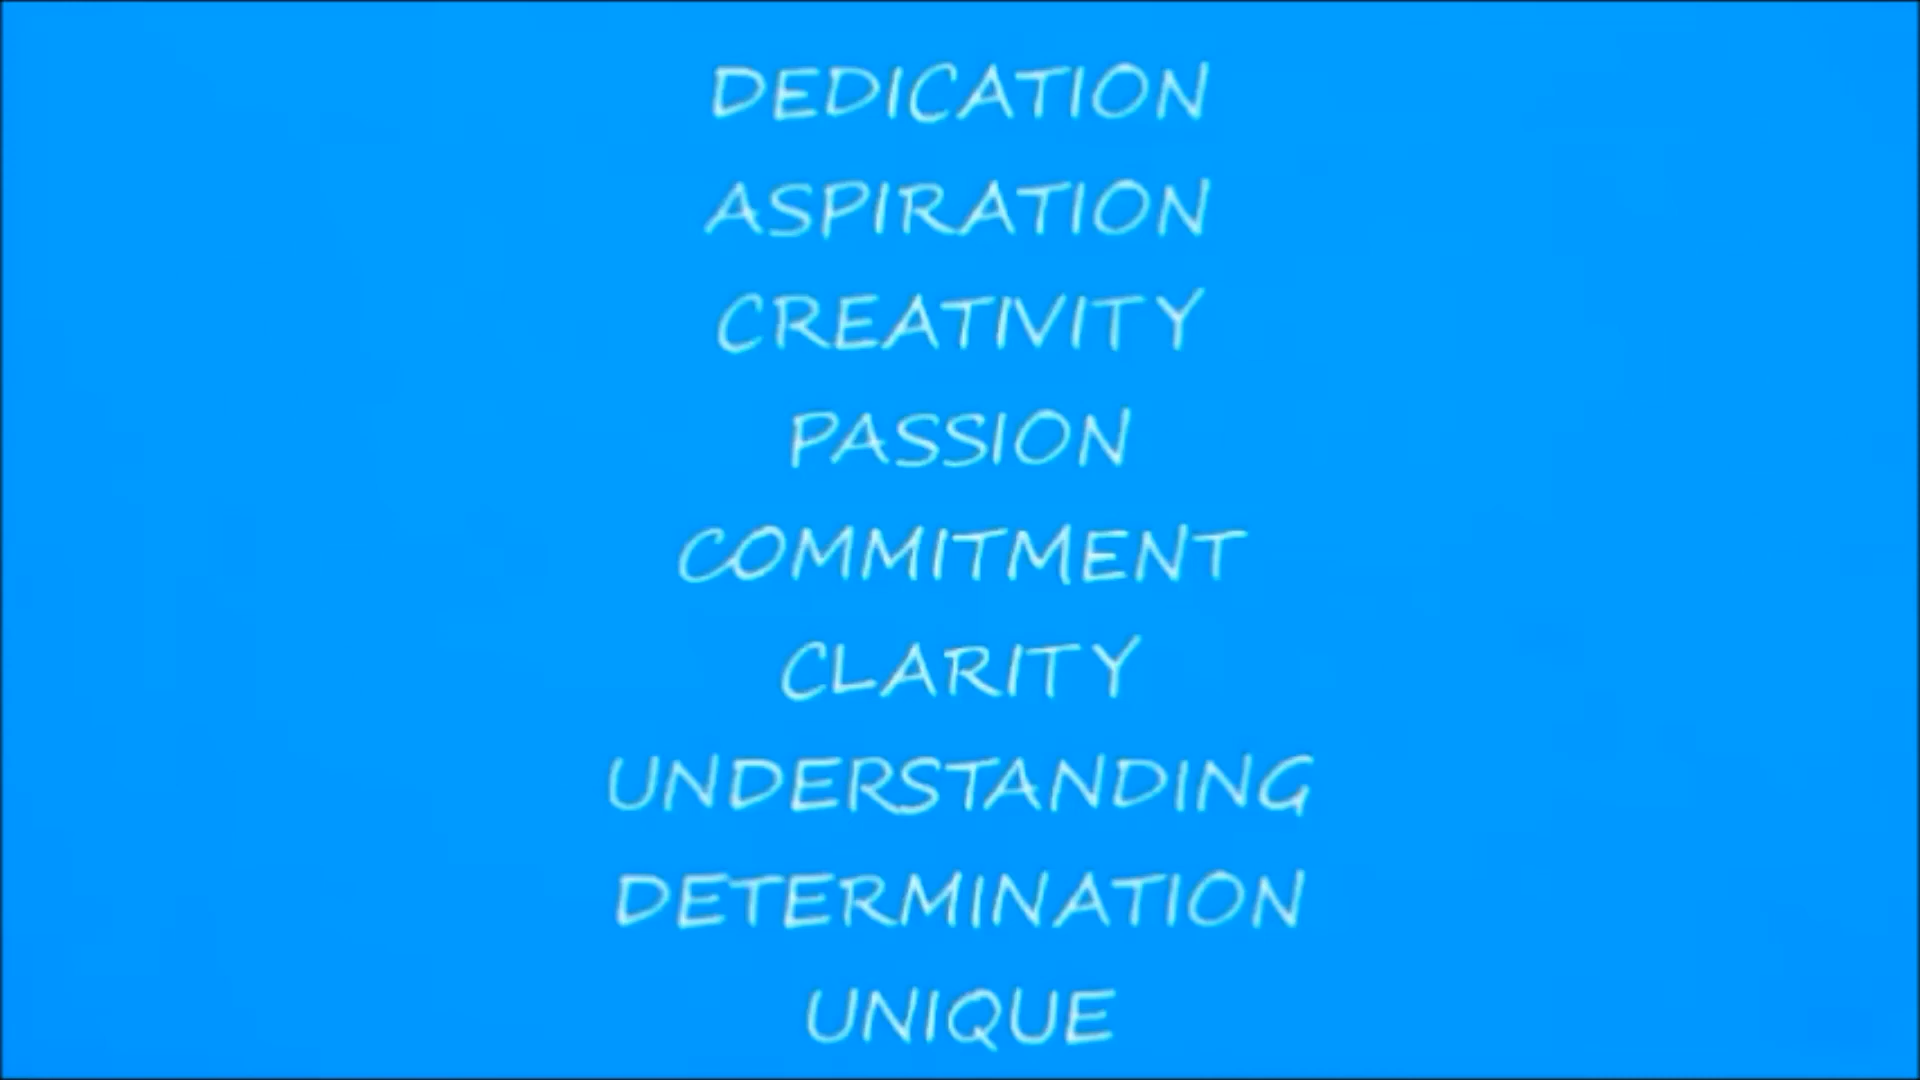 DEDICATION
ASPIRATION
CREATIVITY
PASSION
COMMITMENT
CLARITY
UNDERSTANDING
DETERMINATION
UNIQUE